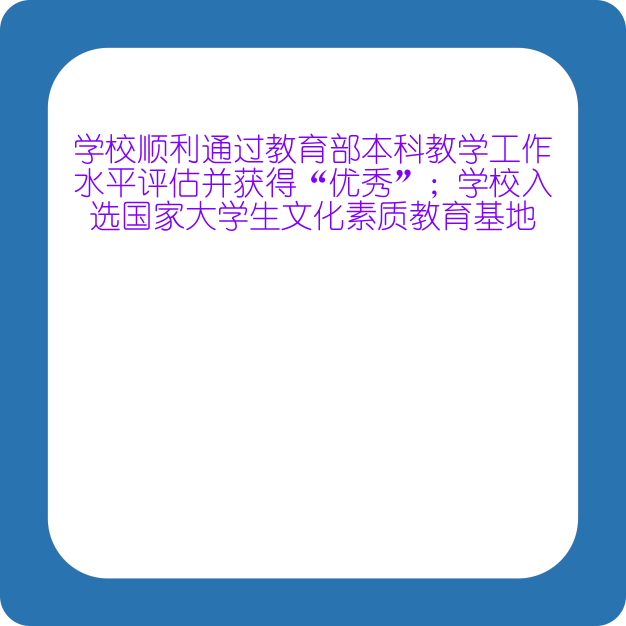 学校顺利通过教育部本科教学工作
水平评估并获得“优秀”；学校入
选国家大学生文化素质教育基地